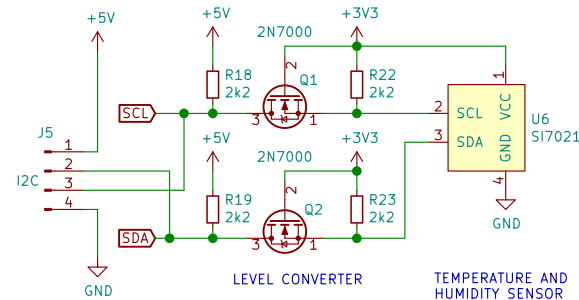 +5V
+5V
2N7000
+3V3
R18
2k2
2
Q1
R22
2k2
1
VCC
SCL
3
1
2
SCL
U6
SI7021
3
SDA
GND
J5
1
2
I2C
3
4
+5V
2N7000
+3V3
4
R19
2k2
2
Q2
R23
2k2
GND
SDA
3
1
GND
LEVEL CONVERTER
TEMPERATURE AND
HUMIDITY SENSOR